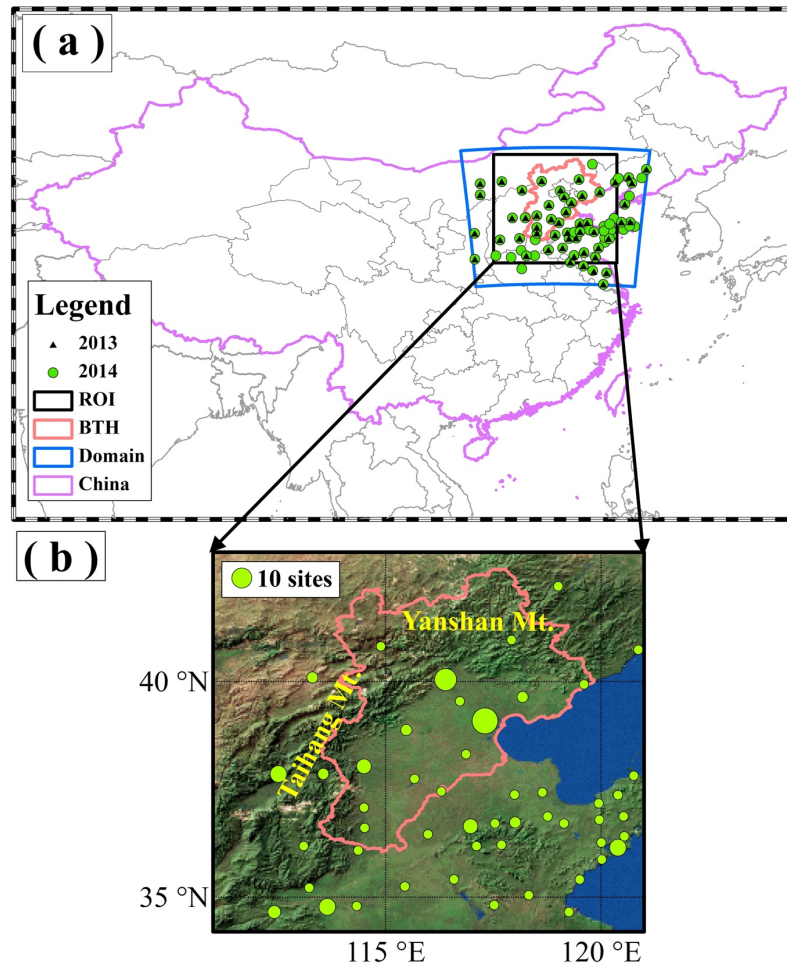 ( a )
Legend
2013
2014
ROI
BTH
Domain
China
( b )
10 sites
Yanshan Mt.
Taihang Mt.
40 °N
35 °N
115 °E
120 °E